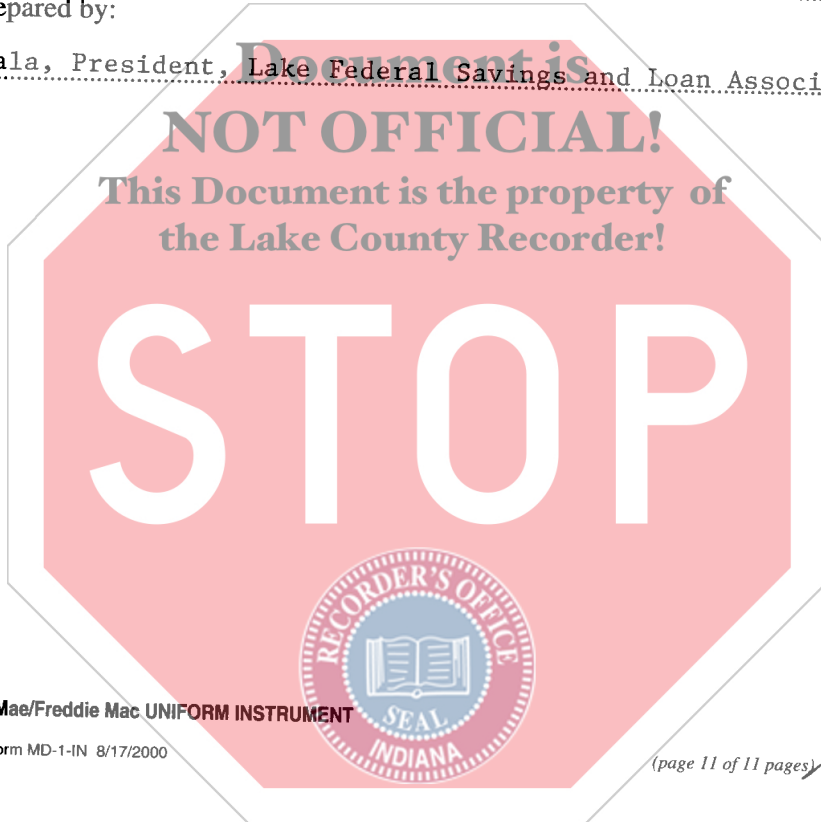 epared by:
Document is
ala, President, Lake Federal Savings and Loan Associ
NOT OFFICIAL!
This Document is the property of
the Lake County Recorder!
STOP
RECORDER'S OFFICE
SEAL
INDIANA
Mae/Freddie Mac UNIFORM INSTRUMENT
orm MD-1-IN 8/17/2000
(page 11 of 11 pages)